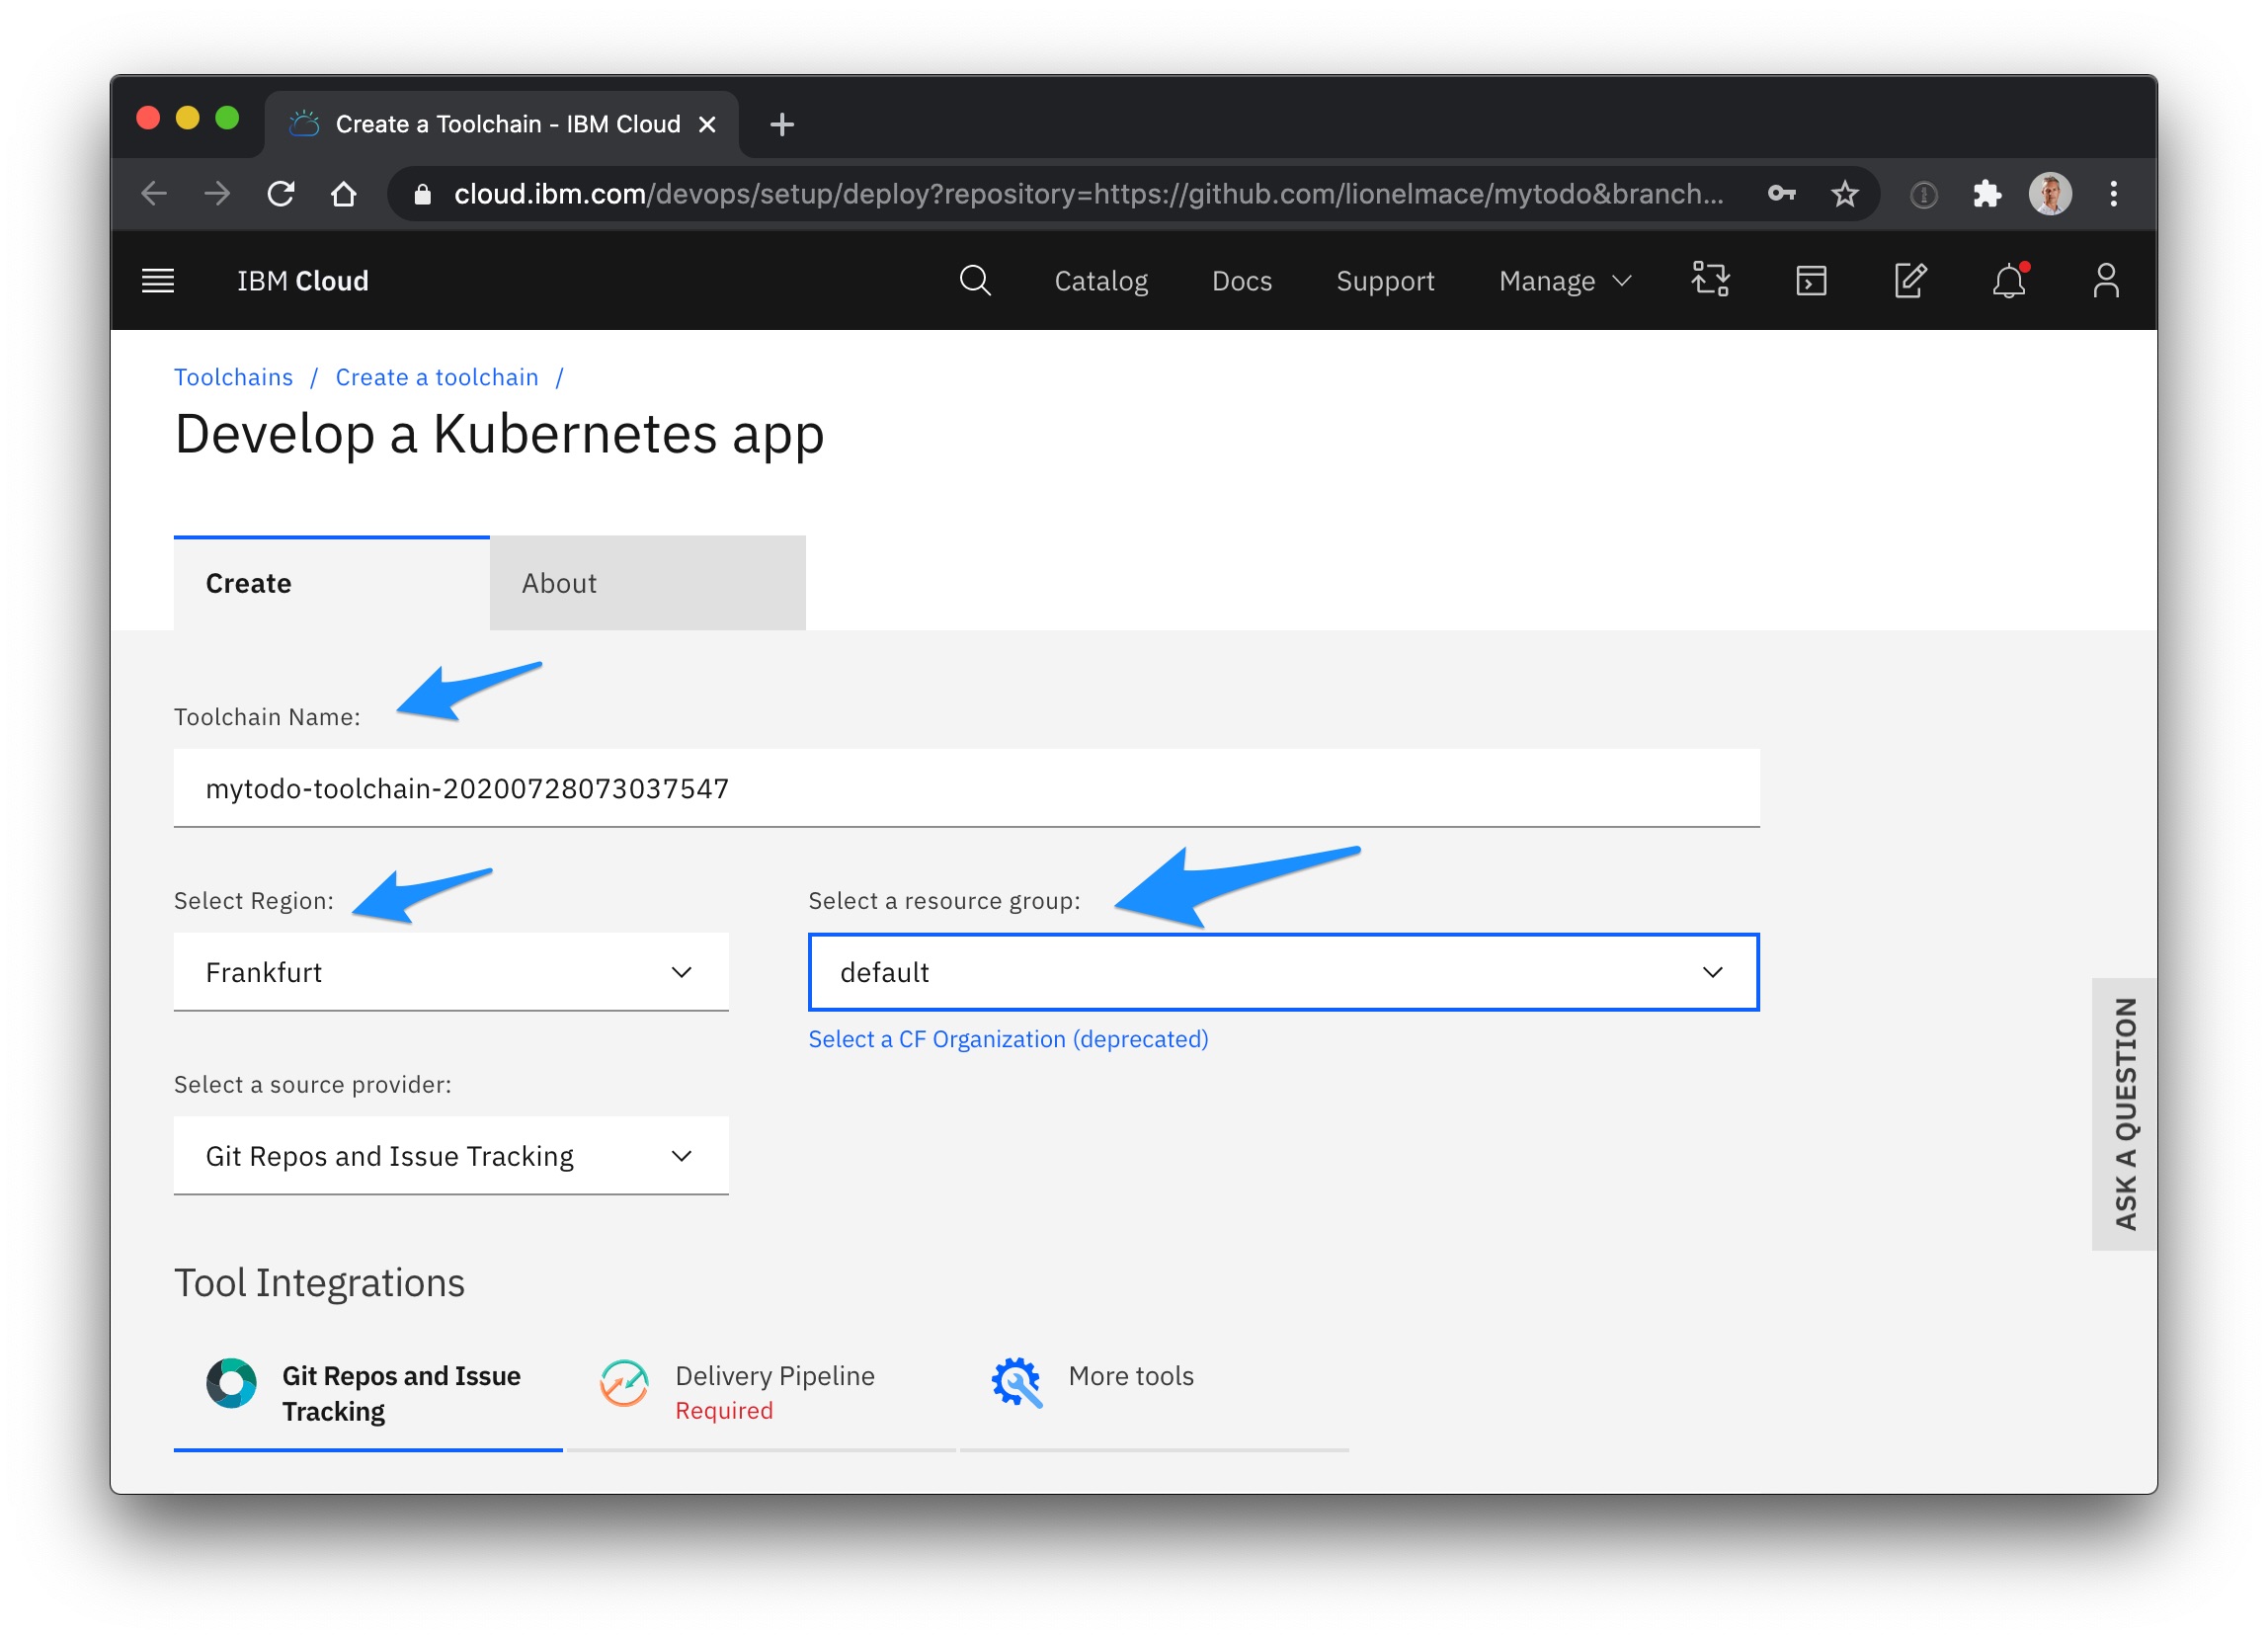 Create a Toolchain - IBM Cloud
cloud.ibm.com/devops/setup/deploy?repository=https://github.com/lionelmace/mytodo&branch...
IBM Cloud Catalog Docs Support Manage
Toolchains / Create a toolchain /
Develop a Kubernetes app
Create About
Toolchain Name:
mytodo-toolchain-20200728073037547
Select Region: Select a resource group:
Frankfurt default
Select a CF Organization (deprecated)
Select a source provider:
Git Repos and Issue Tracking
ASK A QUESTION
Tool Integrations
Git Repos and Issue Delivery Pipeline More tools
Tracking Required